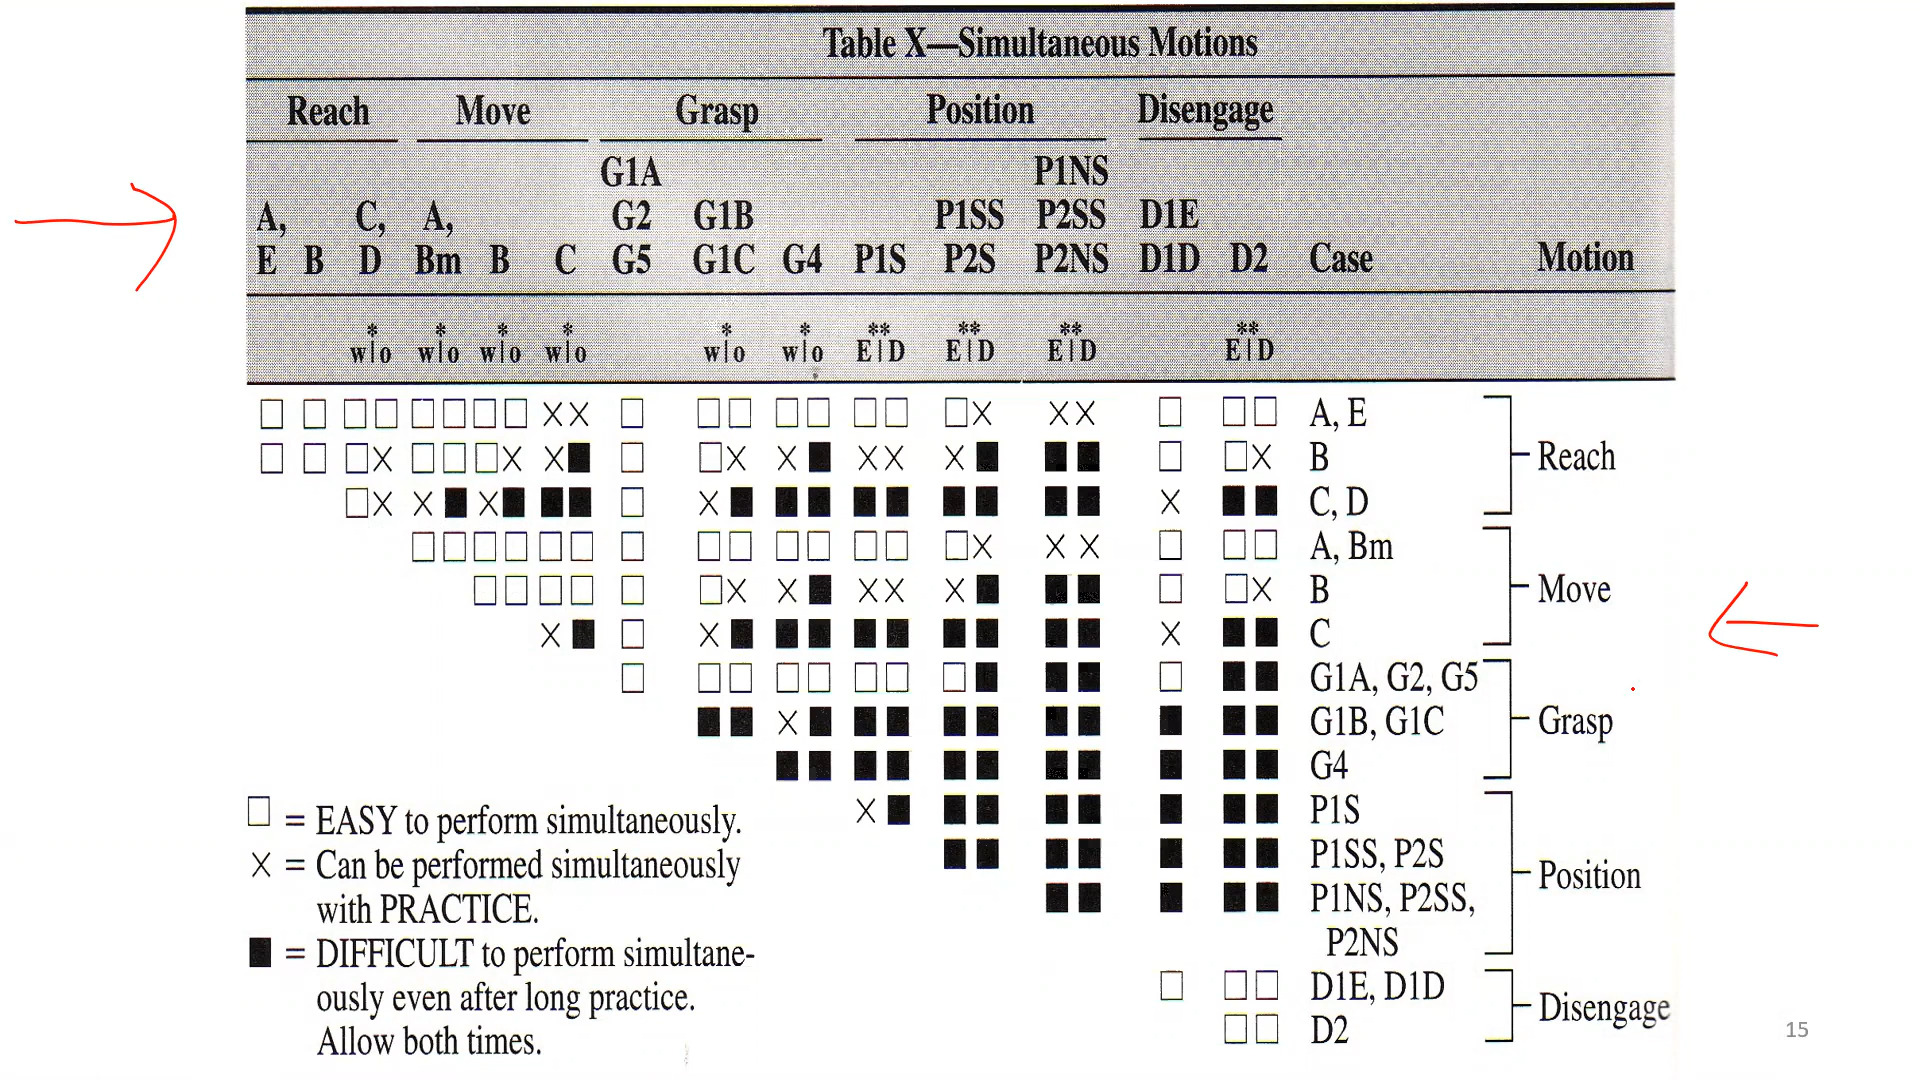 Table X—Simultaneous Motions
Reach Move Grasp Position Disengage
G1A P1NS
A, C, A, G2 G1B P1SS P2SS D1E
E B D Bm B C G5 G1C G4 P1S P2S P2NS D1D D2 Case Motion
* * * * * * ** ** ** **
w|o w|o w|o w|o w|o w|o E|D E|D E|D E|D
□ □ □ □ □ □ □ □ X X □ □ □ □ □ □ □ □ X X X □ □ □ A, E
□ □ □ X □ □ □ X X ■ □ □ X X ■ X X X ■ ■ ■ □ □ X B Reach
□ X X ■ X ■ ■ ■ □ X ■ ■ ■ ■ ■ ■ ■ ■ ■ X ■ ■ C, D
□ □ □ □ □ □ □ □ □ □ □ □ □ □ X X X □ □ □ A, Bm
□ □ □ □ □ □ X X ■ X X X ■ ■ ■ □ □ X B Move
X ■ □ X ■ ■ ■ ■ ■ ■ ■ ■ ■ X ■ ■ C
□ □ □ □ □ □ □ □ ■ ■ ■ □ ■ ■ G1A, G2, G5
■ ■ X ■ ■ ■ ■ ■ ■ ■ ■ ■ ■ G1B, G1C Grasp
■ ■ ■ ■ ■ ■ ■ ■ ■ ■ ■ G4
X ■ ■ ■ ■ ■ ■ ■ ■ P1S
■ ■ ■ ■ ■ ■ ■ P1SS, P2S Position
■ ■ ■ ■ ■ P1NS, P2SS,
P2NS
□ □ □ D1E, D1D Disengage
□ □ D2
□ = EASY to perform simultaneously.
X = Can be performed simultaneously
with PRACTICE.
■ = DIFFICULT to perform simultane-
ously even after long practice.
Allow both times.
15